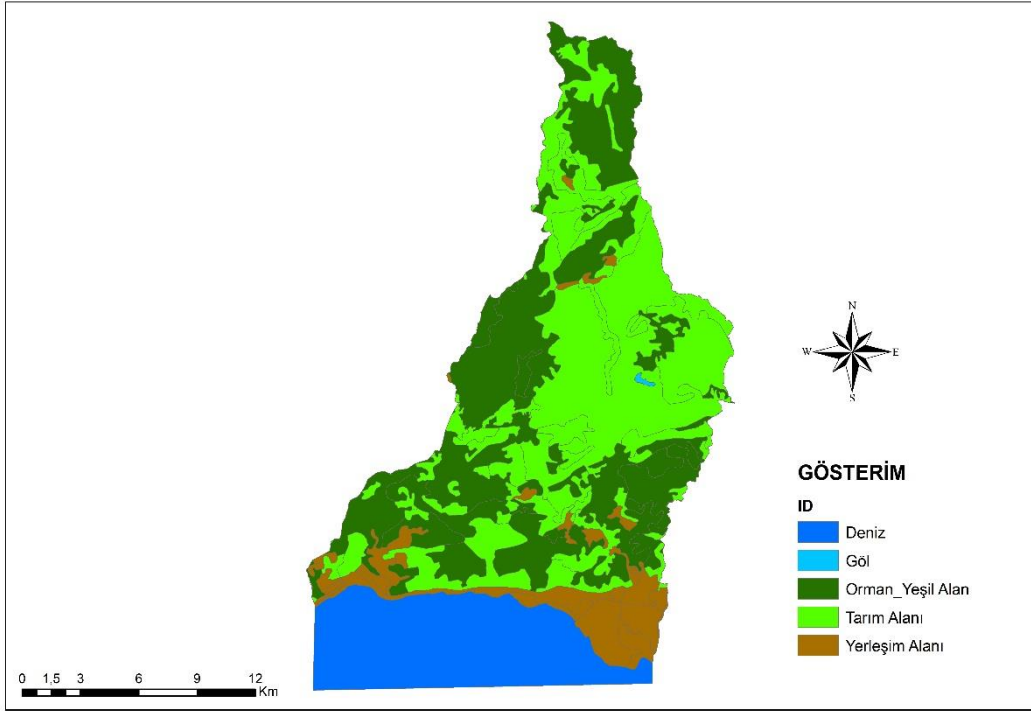 N
W E
S
GÖSTERİM
ID
Deniz
Göl
Orman_Yeşil Alan
Tarım Alanı
Yerleşim Alanı
0 1,5 3 6 9 12
Km